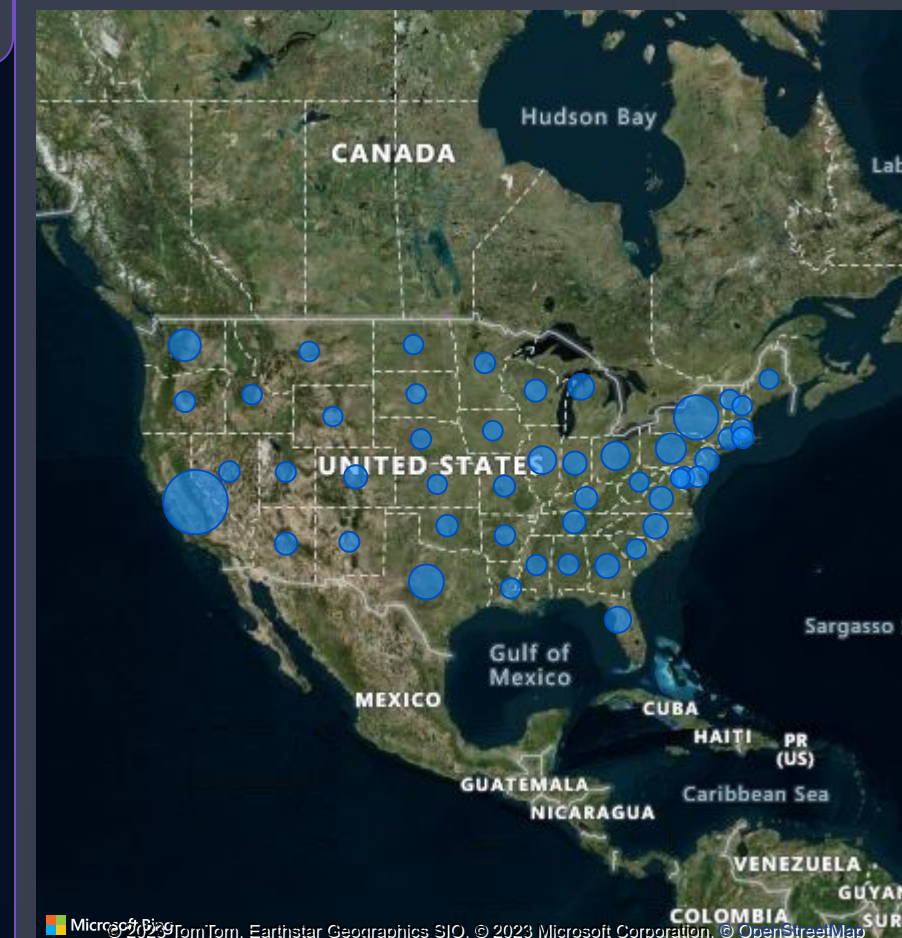 Hudson Bay
CANADA
Lab
UNITED STATES
Sargasso
Gulf of
Mexico
MEXICO
CUBA
HAITI
PR
(US)
GUATEMALA
Caribbean Sea
NICARAGUA
VENEZUELA
GUYAN
COLOMBIA
SUR
Microsoft Bing
© 2023 TomTom, Earthstar Geographics SIO, © 2023 Microsoft Corporation, © OpenStreetMap